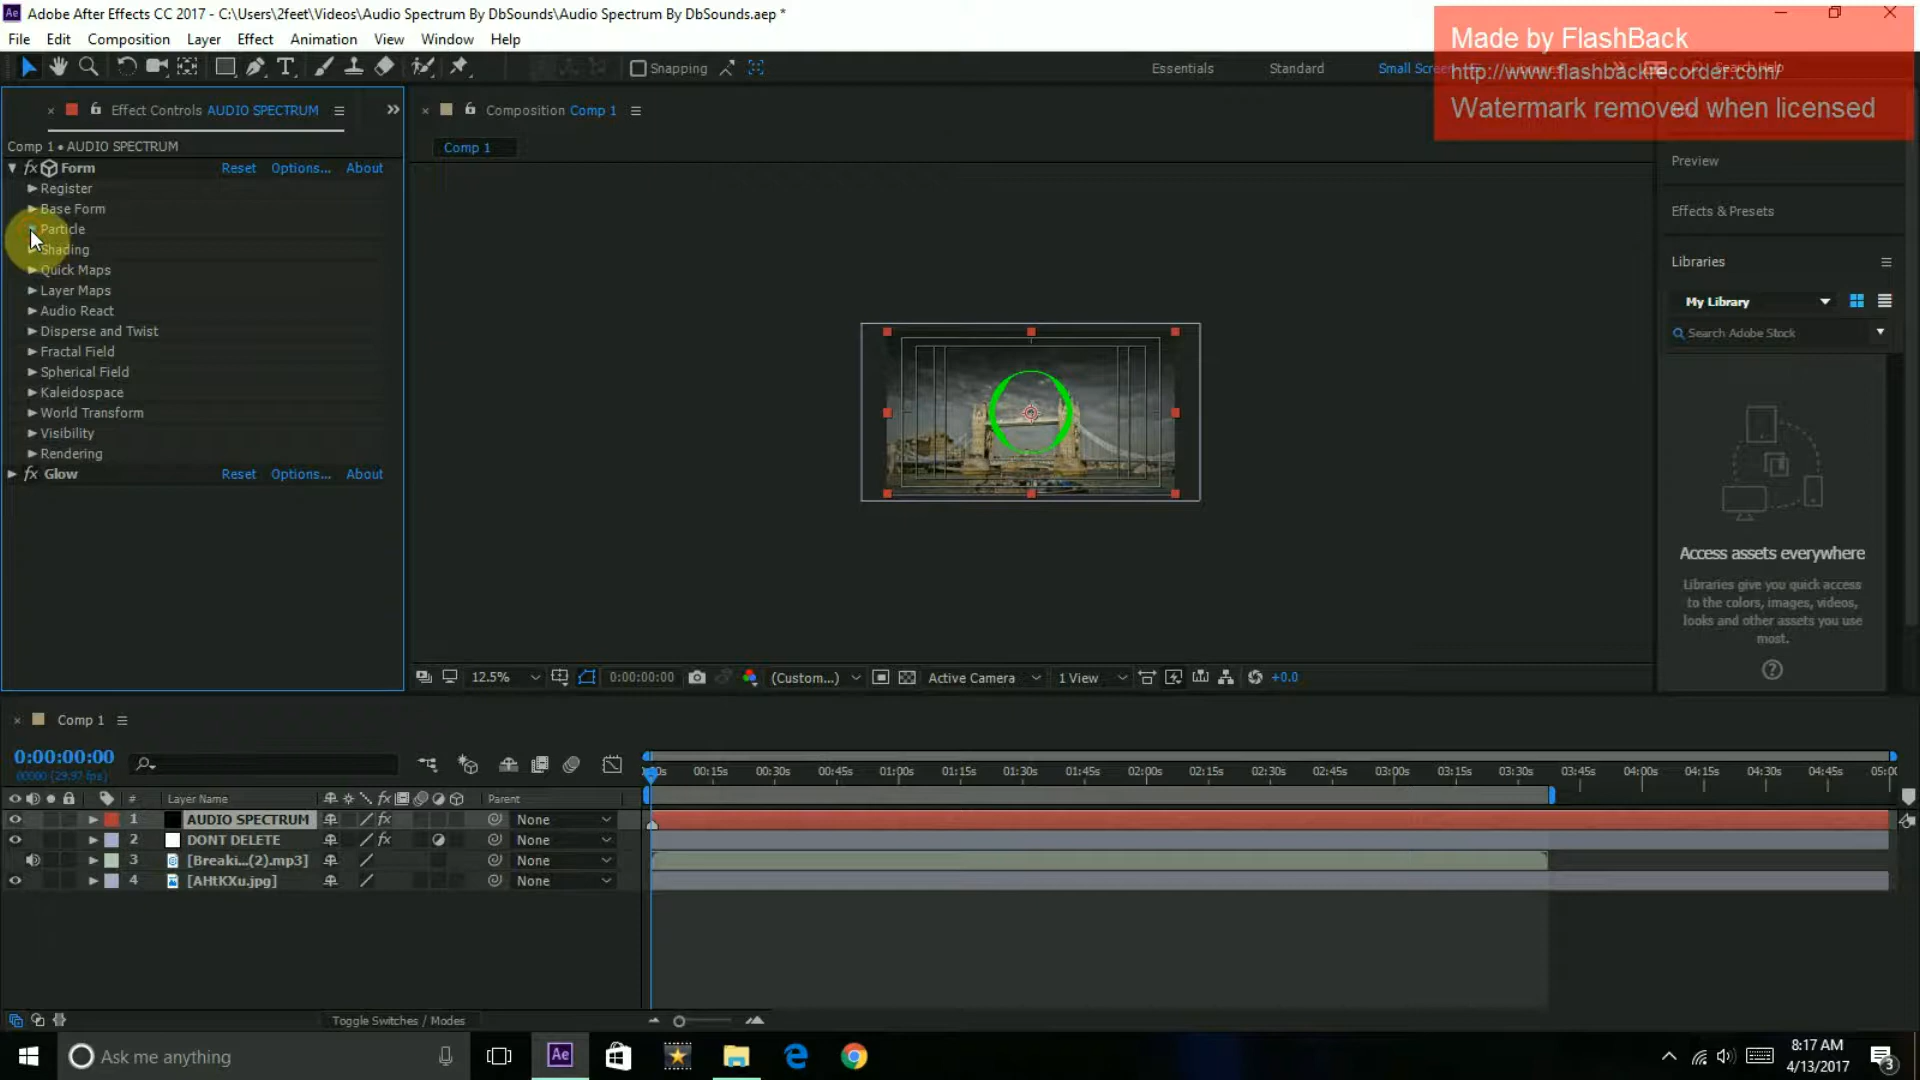 Adobe After Effects CC 2017 - C:\Users\2feet\Videos\Audio Spectrum By DbSounds\Audio Spectrum By DbSounds.aep *
File Edit Composition Layer Effect Animation View Window Help
Made by FlashBack
http://www.flashbackrecorder.com/
Watermark removed when licensed
Snapping
Essentials Standard Small Screen
Effect Controls AUDIO SPECTRUM
Composition Comp 1
Comp 1 • AUDIO SPECTRUM
Comp 1
fx Form Reset Options... About
Register
Base Form
Particle
Shading
Quick Maps
Layer Maps
Audio React
Disperse and Twist
Fractal Field
Spherical Field
Kaleidospace
World Transform
Visibility
Rendering
fx Glow Reset Options... About
Preview
Effects & Presets
Libraries
My Library
Search Adobe Stock
Access assets everywhere
Libraries give you quick access
to the colors, images, videos,
looks and other assets you use
most.
12.5% 0:00:00:00 (Custom...) Active Camera 1 View +0.0
Comp 1
0:00:00:00
00000 (29.97 fps)
00:15s 00:30s 00:45s 01:00s 01:15s 01:30s 01:45s 02:00s 02:15s 02:30s 02:45s 03:00s 03:15s 03:30s 03:45s 04:00s 04:15s 04:30s 04:45s 05:00
# Layer Name fx Parent
1 AUDIO SPECTRUM fx None
2 DONT DELETE fx None
3 [Breaki...(2).mp3] None
4 [AHtKXu.jpg] None
Toggle Switches / Modes
Ask me anything
Ae
8:17 AM
4/13/2017
3